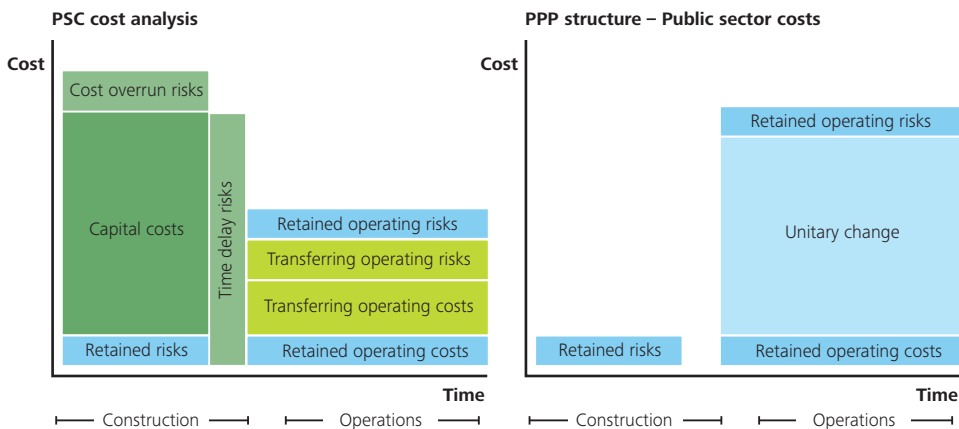 PSC cost analysis
Cost
Cost overrun risks
Capital costs
Time delay risks
Retained risks
Retained operating risks
Transferring operating risks
Transferring operating costs
Retained operating costs
Time
Construction
Operations
PPP structure – Public sector costs
Cost
Retained risks
Retained operating risks
Unitary change
Retained operating costs
Time
Construction
Operations